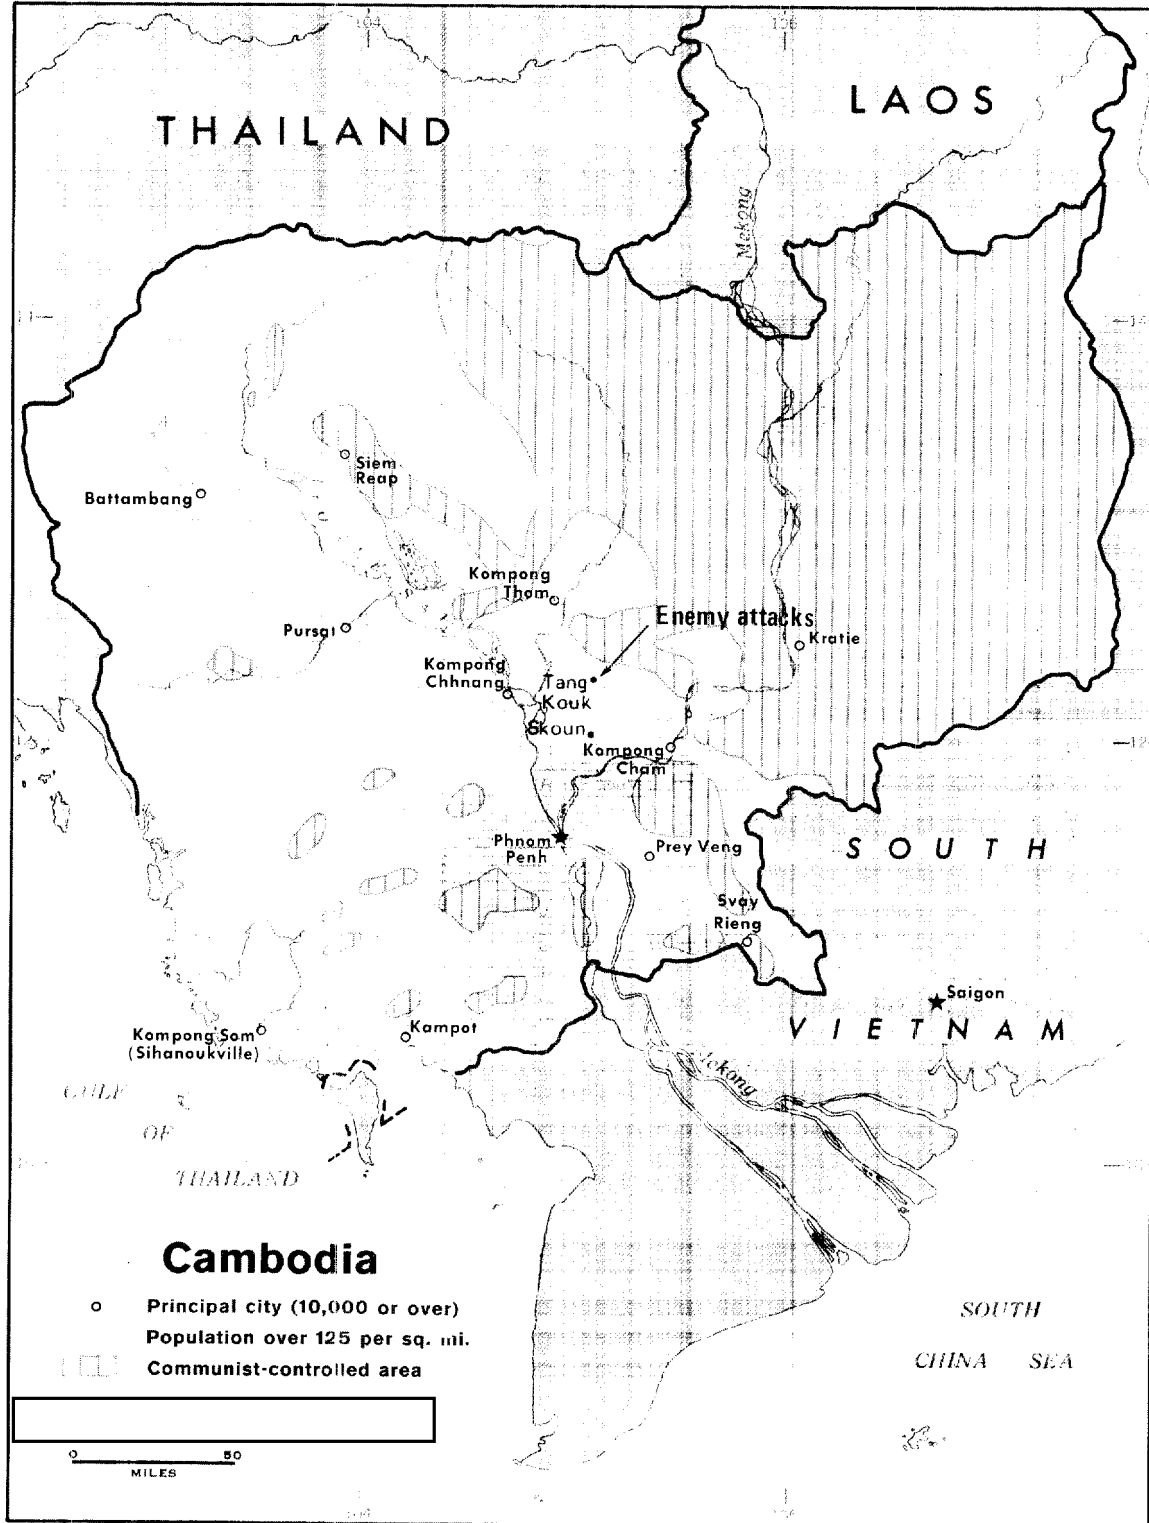 104
106
THAILAND
LAOS
Mekong
Siem
Reap
Battambang
Kompong
Thom
Enemy attacks
Pursat
Kratie
Kompong
Chhnang
Tang
Kouk
Skoun
Kompong
Cham
Phnom
Penh
Prey Veng
SOUTH
Svay
Rieng
Saigon
VIETNAM
Kompong Som
(Sihanoukville)
Kampot
Mekong
GULF
OF
THAILAND
Cambodia
Principal city (10,000 or over)
Population over 125 per sq. mi.
Communist-controlled area
SOUTH
CHINA SEA
0 50
MILES